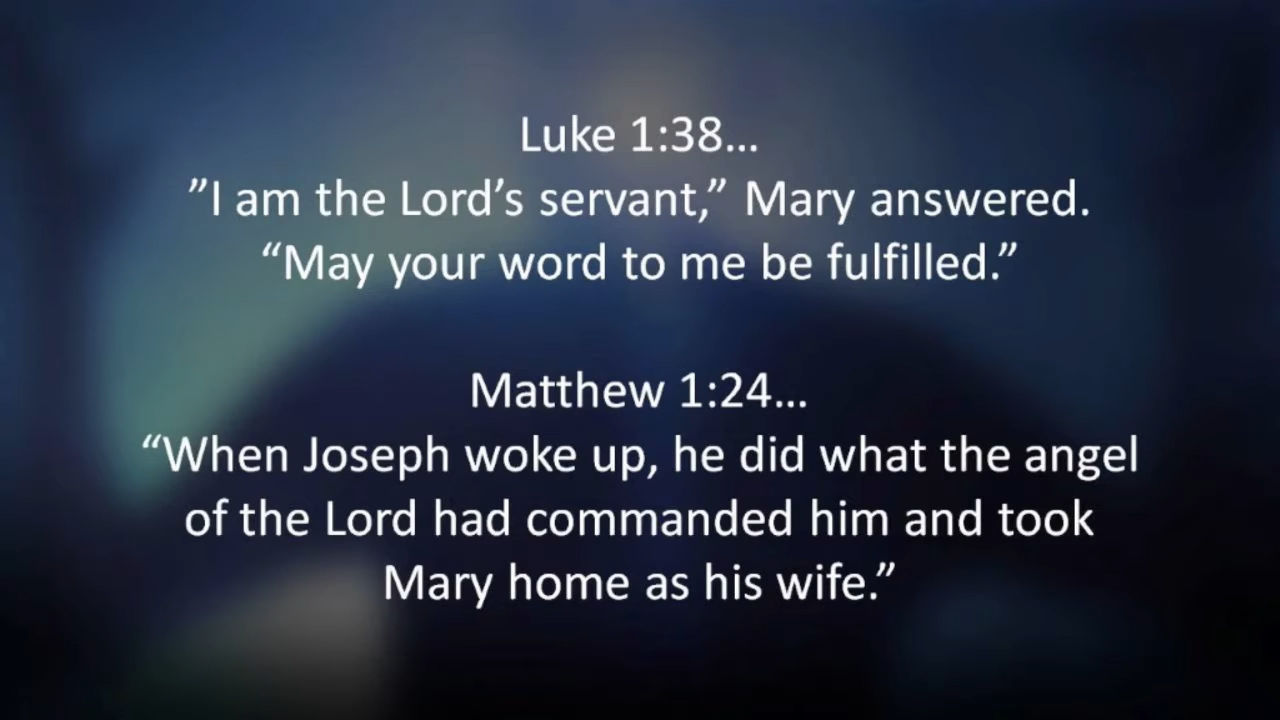 Luke 1:38...
”I am the Lord’s servant,” Mary answered.
“May your word to me be fulfilled.”
Matthew 1:24...
“When Joseph woke up, he did what the angel
of the Lord had commanded him and took
Mary home as his wife.”